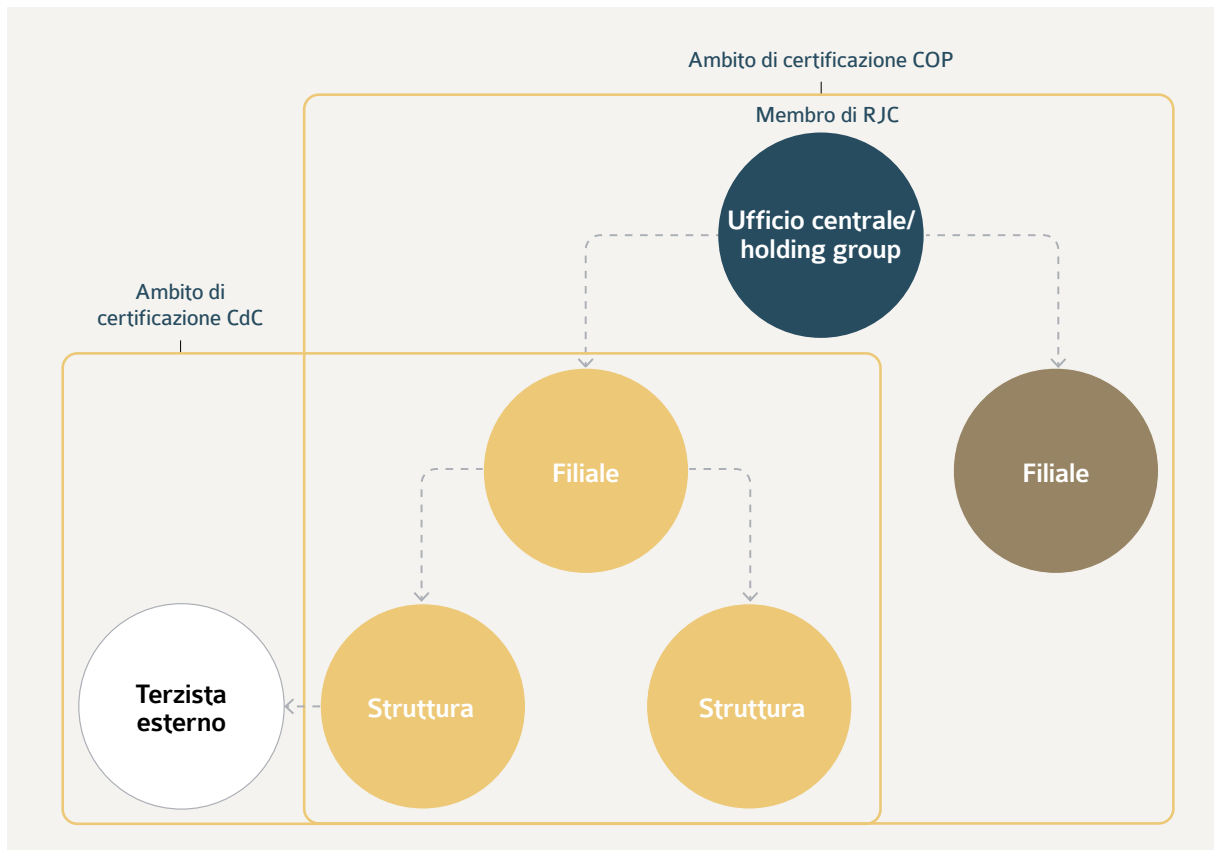 Ambito di certificazione COP
Membro di RJC
Ufficio centrale/
holding group
Ambito di
certificazione CdC
Filiale
Filiale
Terzista
esterno
Struttura
Struttura